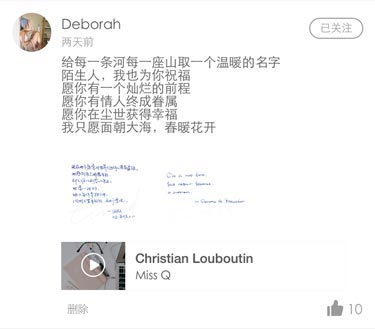 Deborah
已关注
两天前
给每一条河每一座山取一个温暖的名字
陌生人，我也为你祝福
愿你有一个灿烂的前程
愿你有情人终成眷属
愿你在尘世获得幸福
我只愿面朝大海，春暖花开
Christian Louboutin
Miss Q
删除
10